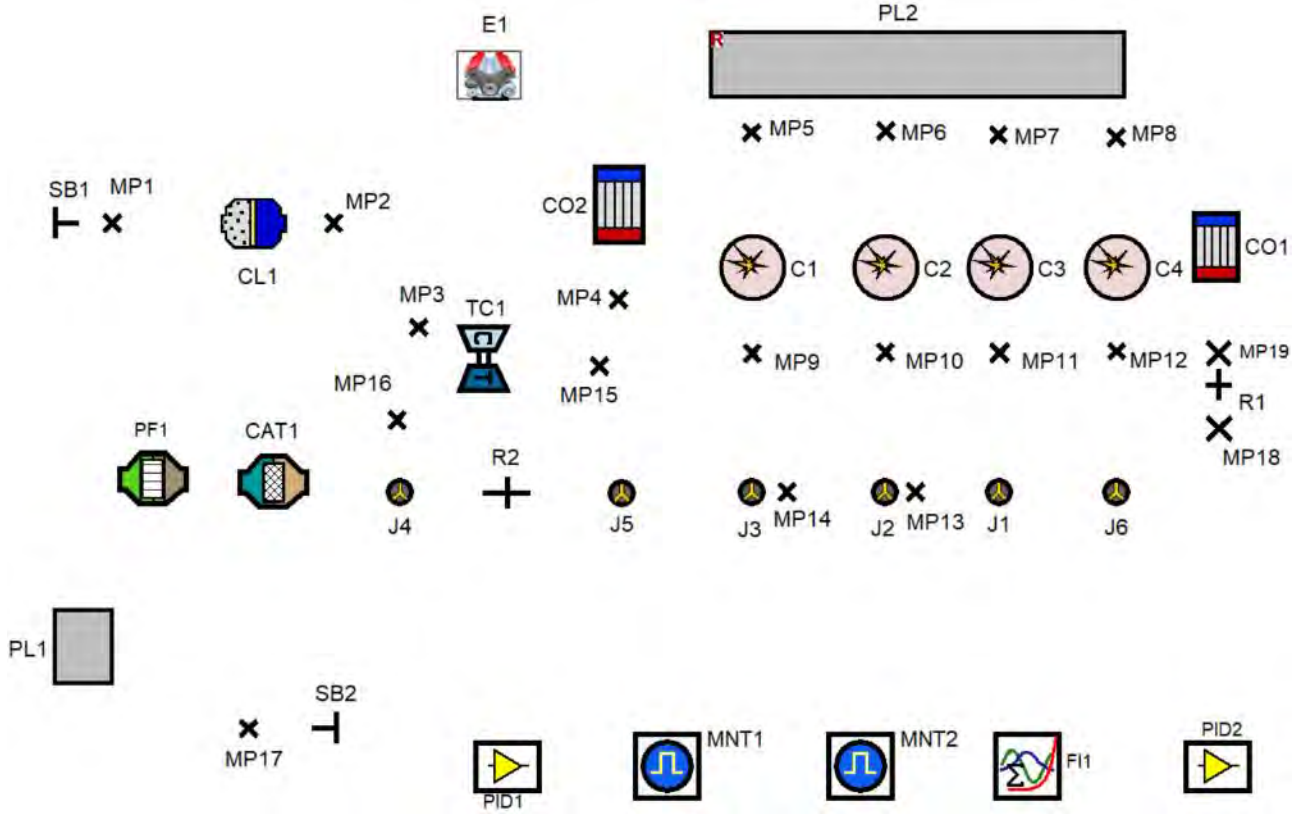 E1
PL2
R
MP5
MP6
MP7
MP8
SB1
MP1
MP2
CO2
CL1
C1
C2
C3
C4
CO1
MP3
TC1
MP4
C
T
MP16
MP15
MP9
MP10
MP11
MP12
MP19
R1
MP18
PF1
CAT1
R2
J4
J5
J3
MP14
J2
MP13
J1
J6
PL1
SB2
MP17
PID1
MNT1
MNT2
Σ
FI1
PID2